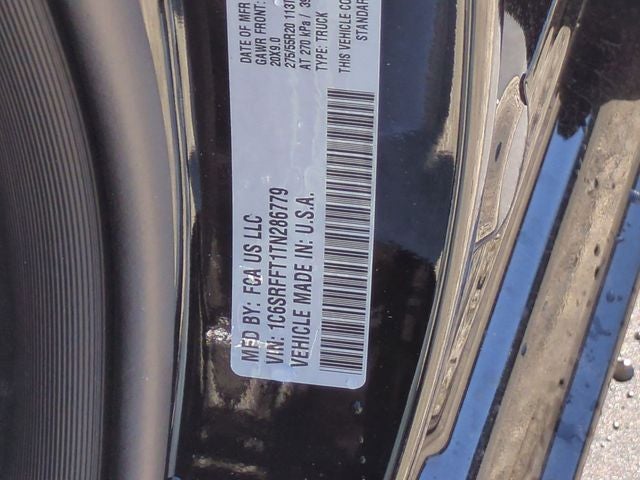 DATE OF MFR
GAWR FRONT:
20X9.0
275/55R20 113T
AT 270 kPa / 39
TYPE: TRUCK
THIS VEHICLE CO
STANDAR
MFD BY: FCA US LLC
VIN: 1C6SRFFT1TN286779
VEHICLE MADE IN: U.S.A.